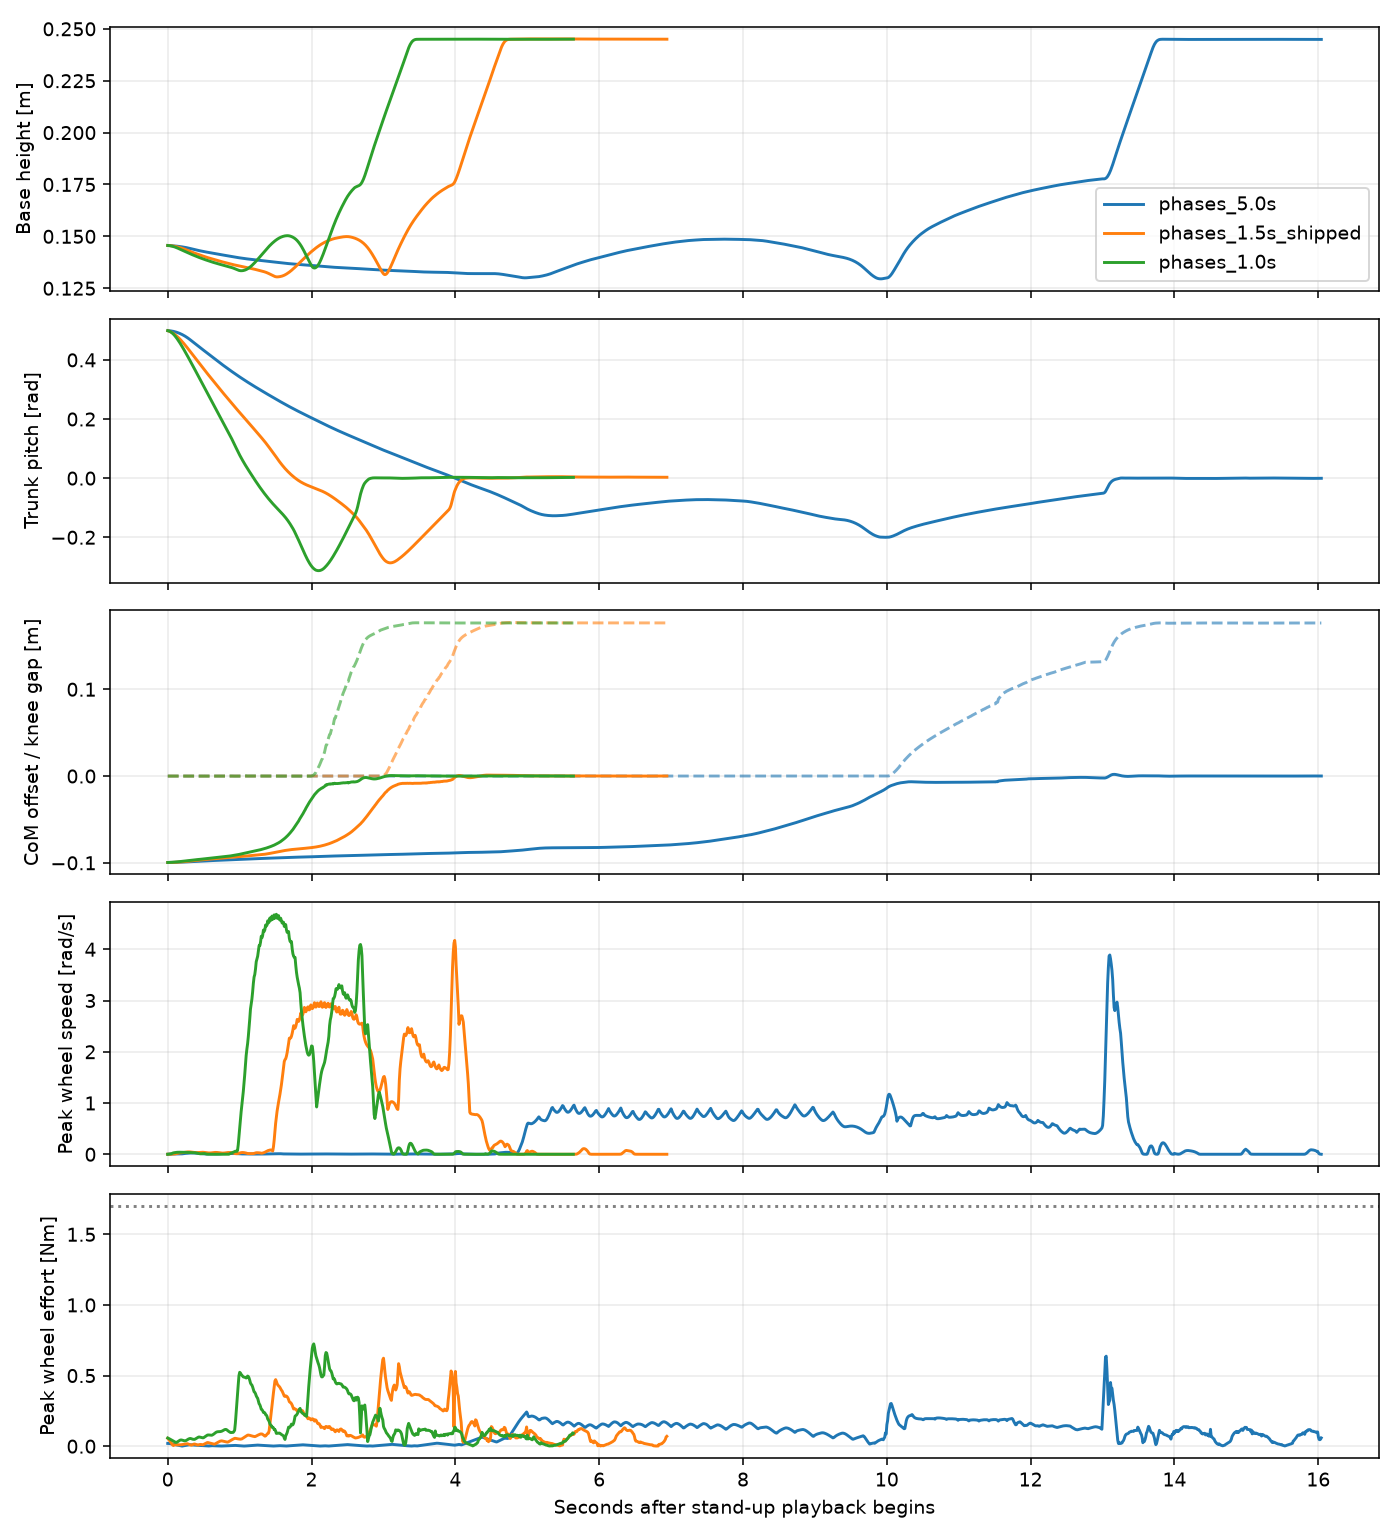 0.250
0.225
0.200
0.175
0.150
0.125
Base height [m]
phases_5.0s
phases_1.5s_shipped
phases_1.0s
0.4
0.2
0.0
−0.2
Trunk pitch [rad]
0.1
0.0
−0.1
CoM offset / knee gap [m]
4
3
2
1
0
Peak wheel speed [rad/s]
1.5
1.0
0.5
0.0
Peak wheel effort [Nm]
0 2 4 6 8 10 12 14 16
Seconds after stand-up playback begins